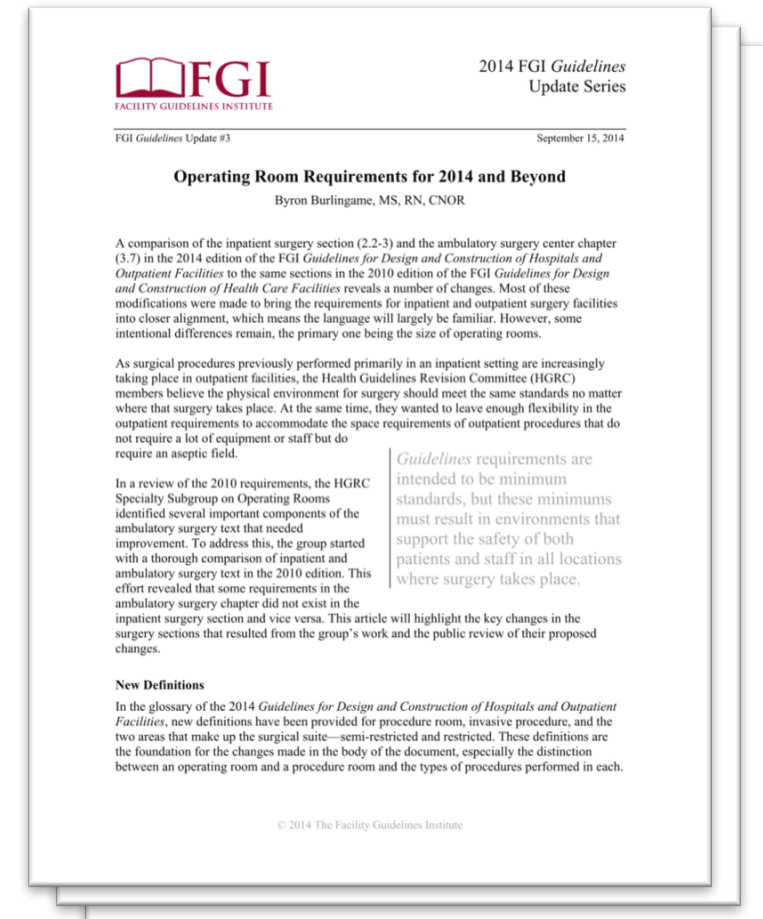 FGI
FACILITY GUIDELINES INSTITUTE
2014 FGI Guidelines
Update Series
FGI Guidelines Update #3
September 15, 2014
Operating Room Requirements for 2014 and Beyond
Byron Burlingame, MS, RN, CNOR
A comparison of the inpatient surgery section (2.2-3) and the ambulatory surgery center chapter
(3.7) in the 2014 edition of the FGI Guidelines for Design and Construction of Hospitals and
Outpatient Facilities to the same sections in the 2010 edition of the FGI Guidelines for Design
and Construction of Health Care Facilities reveals a number of changes. Most of these
modifications were made to bring the requirements for inpatient and outpatient surgery facilities
into closer alignment, which means the language will largely be familiar. However, some
intentional differences remain, the primary one being the size of operating rooms.
As surgical procedures previously performed primarily in an inpatient setting are increasingly
taking place in outpatient facilities, the Health Guidelines Revision Committee (HGRC)
members believe the physical environment for surgery should meet the same standards no matter
where that surgery takes place. At the same time, they wanted to leave enough flexibility in the
outpatient requirements to accommodate the space requirements of outpatient procedures that do
not require a lot of equipment or staff but do
require an aseptic field.
In a review of the 2010 requirements, the HGRC
Specialty Subgroup on Operating Rooms
identified several important components of the
ambulatory surgery text that needed
improvement. To address this, the group started
with a thorough comparison of inpatient and
ambulatory surgery text in the 2010 edition. This
effort revealed that some requirements in the
ambulatory surgery chapter did not exist in the
inpatient surgery section and vice versa. This article will highlight the key changes in the
surgery sections that resulted from the group's work and the public review of their proposed
changes.
Guidelines requirements are
intended to be minimum
standards, but these minimums
must result in environments that
support the safety of both
patients and staff in all locations
where surgery takes place.
New Definitions
In the glossary of the 2014 Guidelines for Design and Construction of Hospitals and Outpatient
Facilities, new definitions have been provided for procedure room, invasive procedure, and the
two areas that make up the surgical suite—semi-restricted and restricted. These definitions are
the foundation for the changes made in the body of the document, especially the distinction
between an operating room and a procedure room and the types of procedures performed in each.
© 2014 The Facility Guidelines Institute